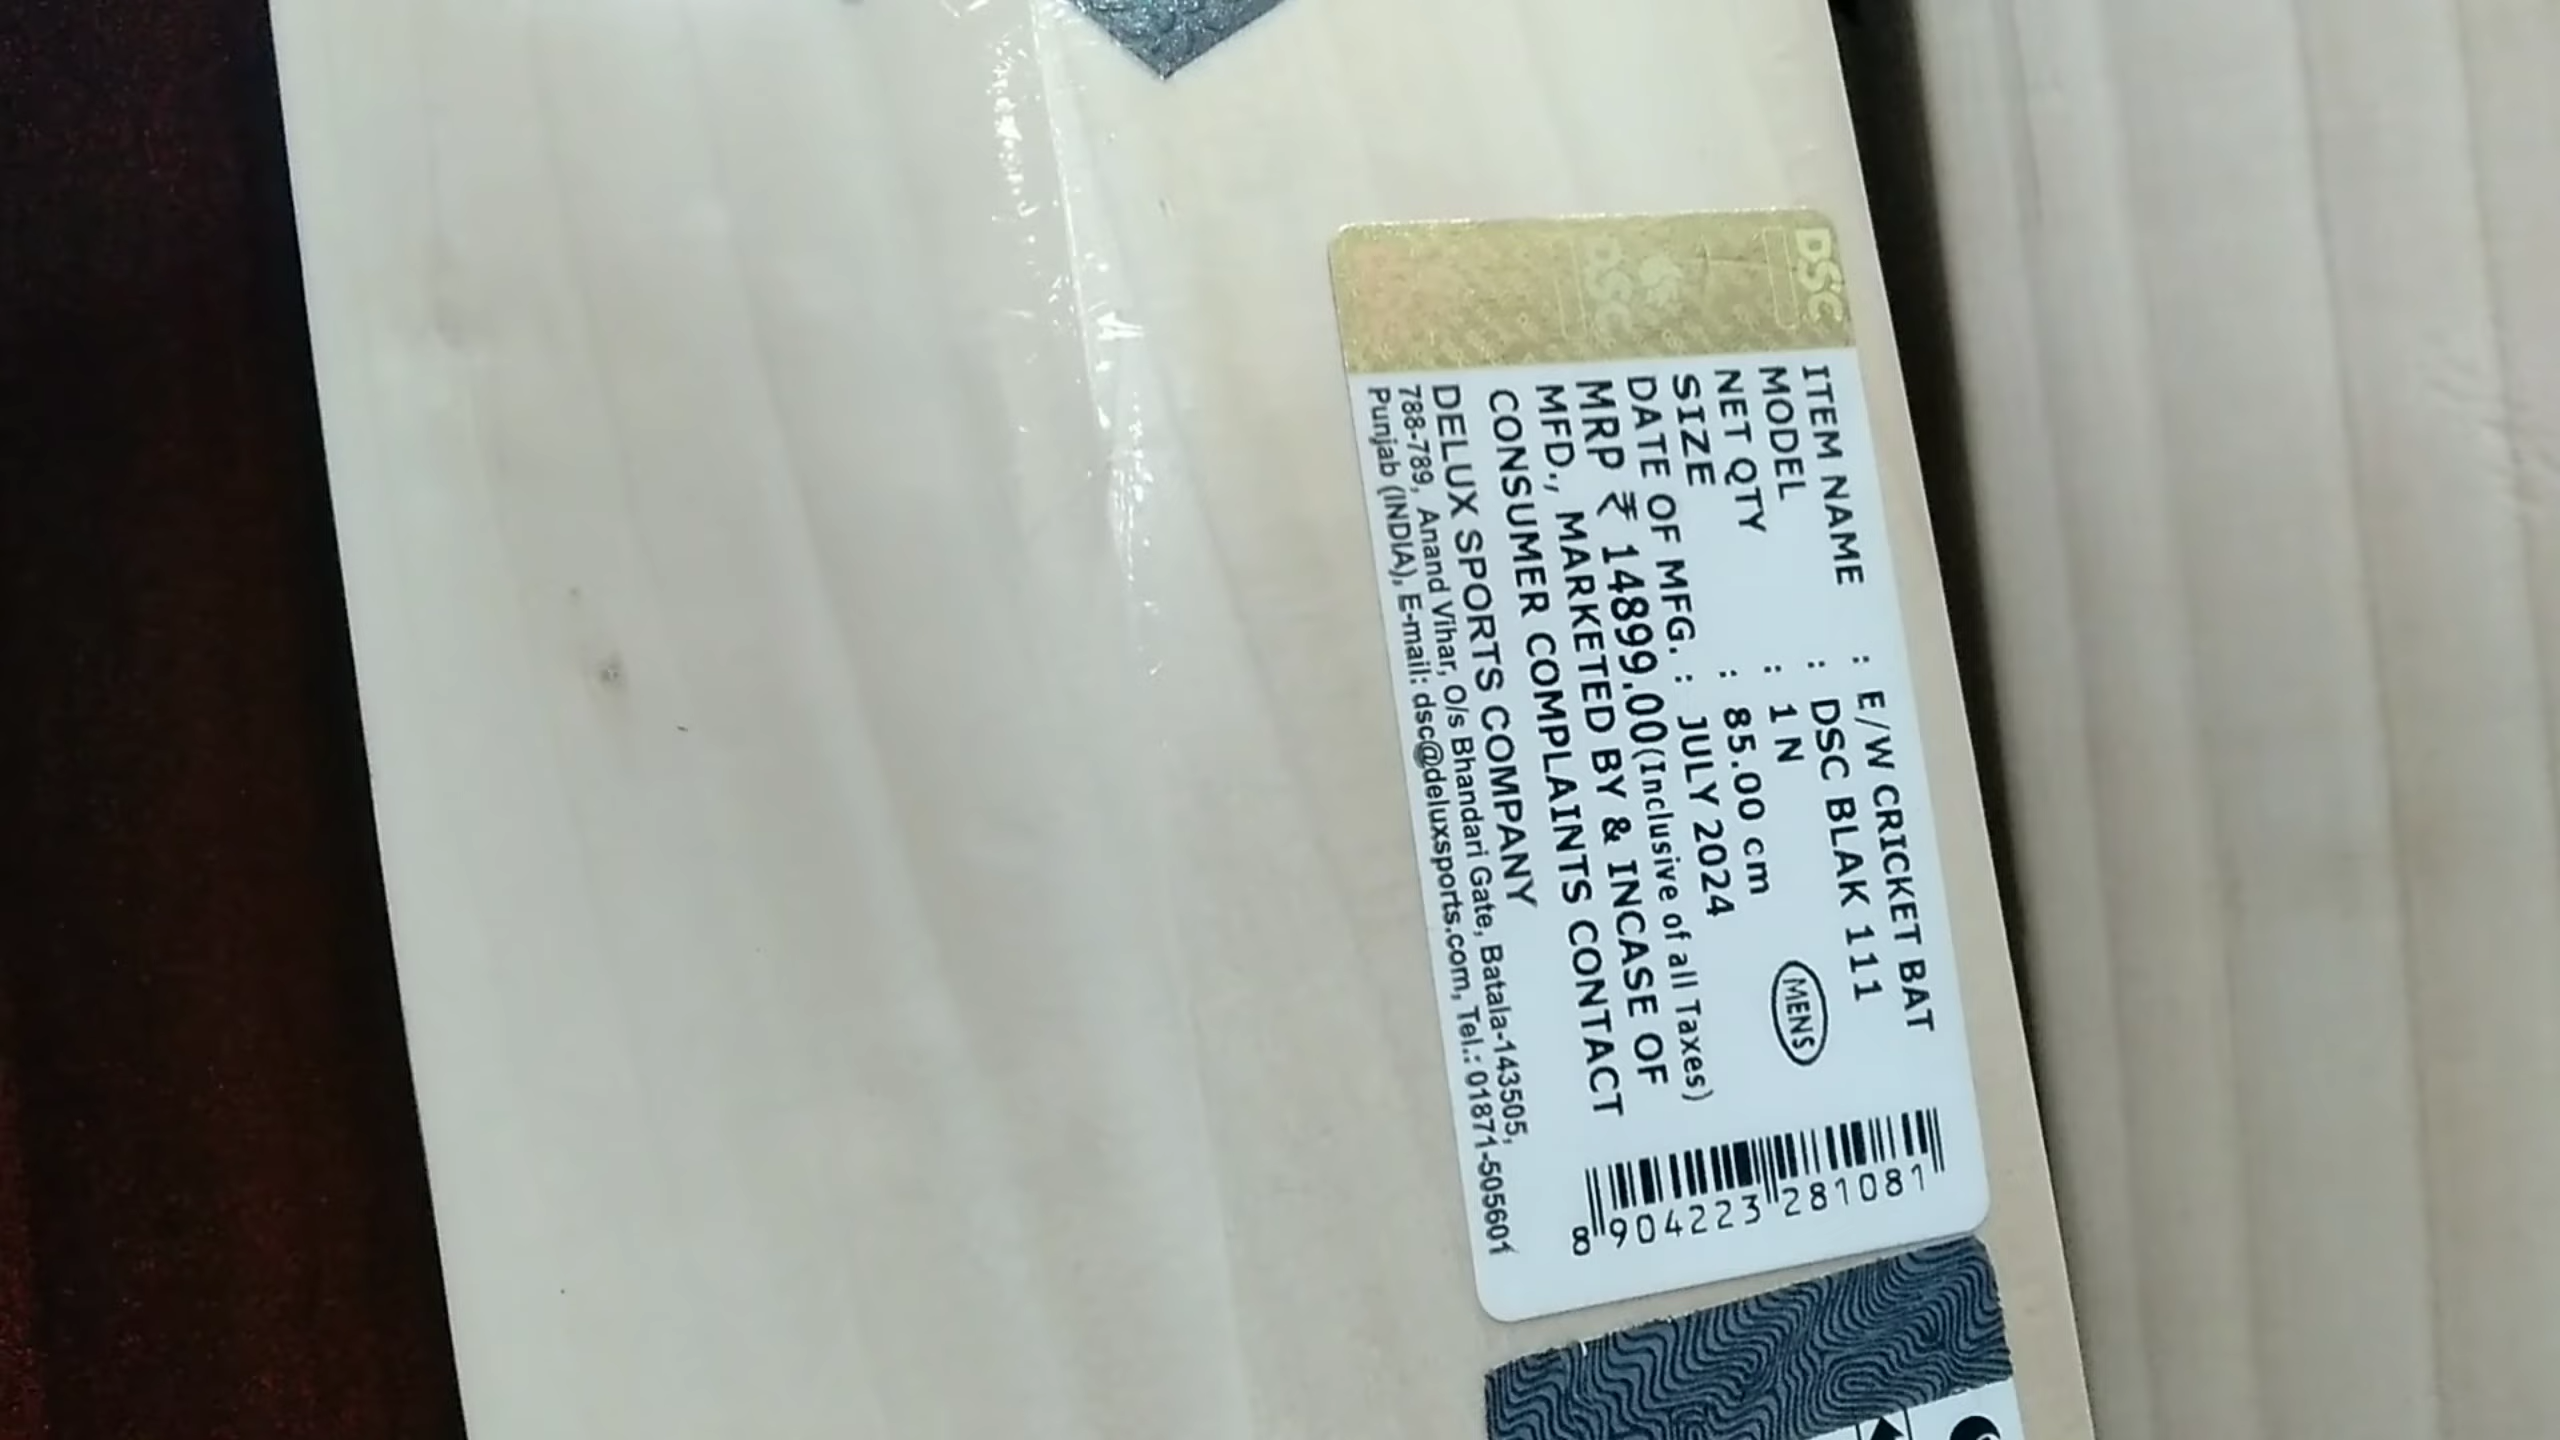 DSC
DSC
ITEM NAME : E/W CRICKET BAT
MODEL : DSC BLAK 111
NET QTY : 1 N
SIZE : 85.00 cm
MENS
DATE OF MFG. : JULY 2024
MRP ₹ 14899.00(Inclusive of all Taxes)
MFD., MARKETED BY & INCASE OF
CONSUMER COMPLAINTS CONTACT
DELUX SPORTS COMPANY
788-789, Anand Vihar, O/s Bhandari Gate, Batala-143505,
Punjab (INDIA), E-mail: dsc@deluxsports.com, Tel.: 01871-505601
8 904223 281081